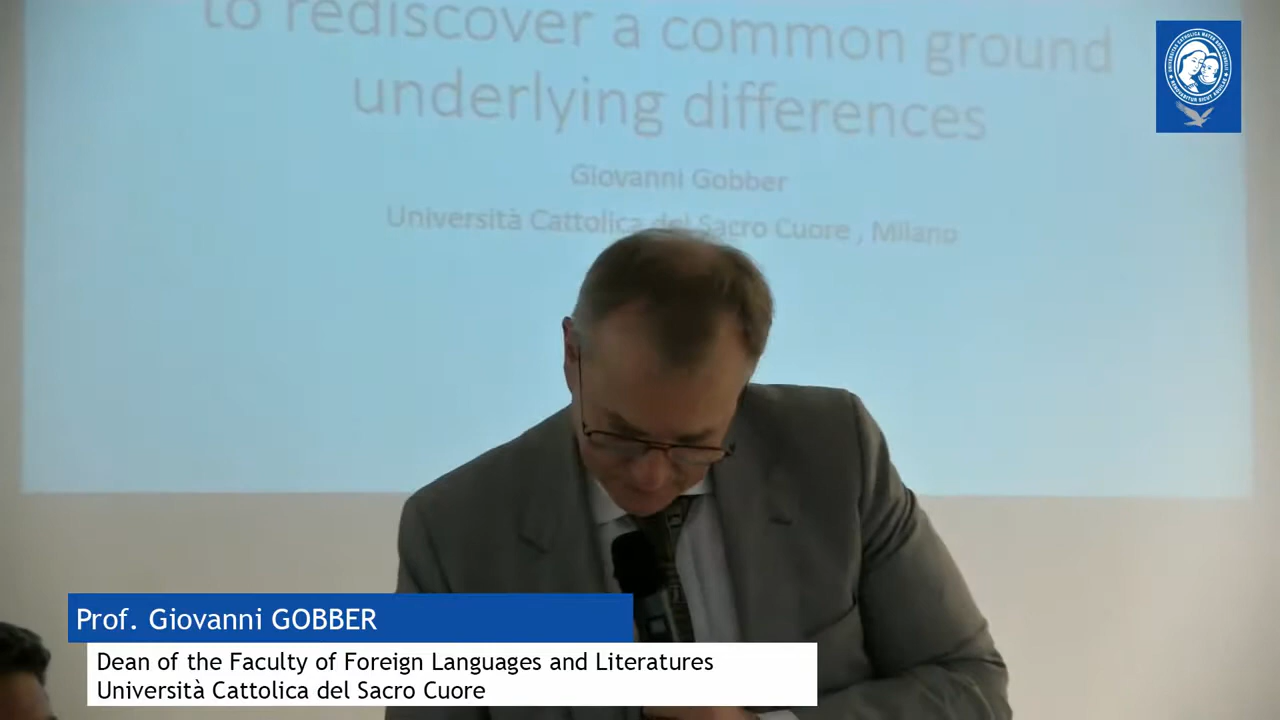 to rediscover a common ground
underlying differences
Giovanni Gobber
Università Cattolica del Sacro Cuore , Milano
Prof. Giovanni GOBBER
Dean of the Faculty of Foreign Languages and Literatures
Università Cattolica del Sacro Cuore